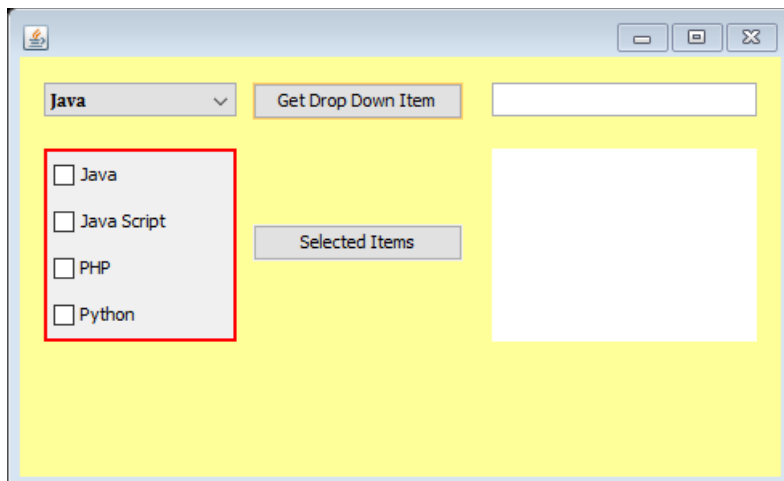 Java
Get Drop Down Item
Java
Java Script
Selected Items
PHP
Python